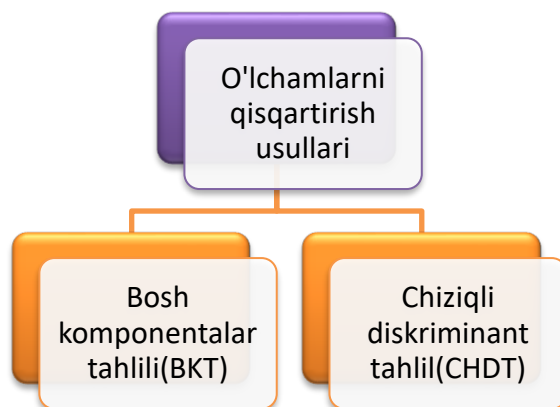 O'lchamlarni
qisqartirish
usullari
Bosh
komponentalar
tahlili(BKT)
Chiziqli
diskriminant
tahlil(CHDT)